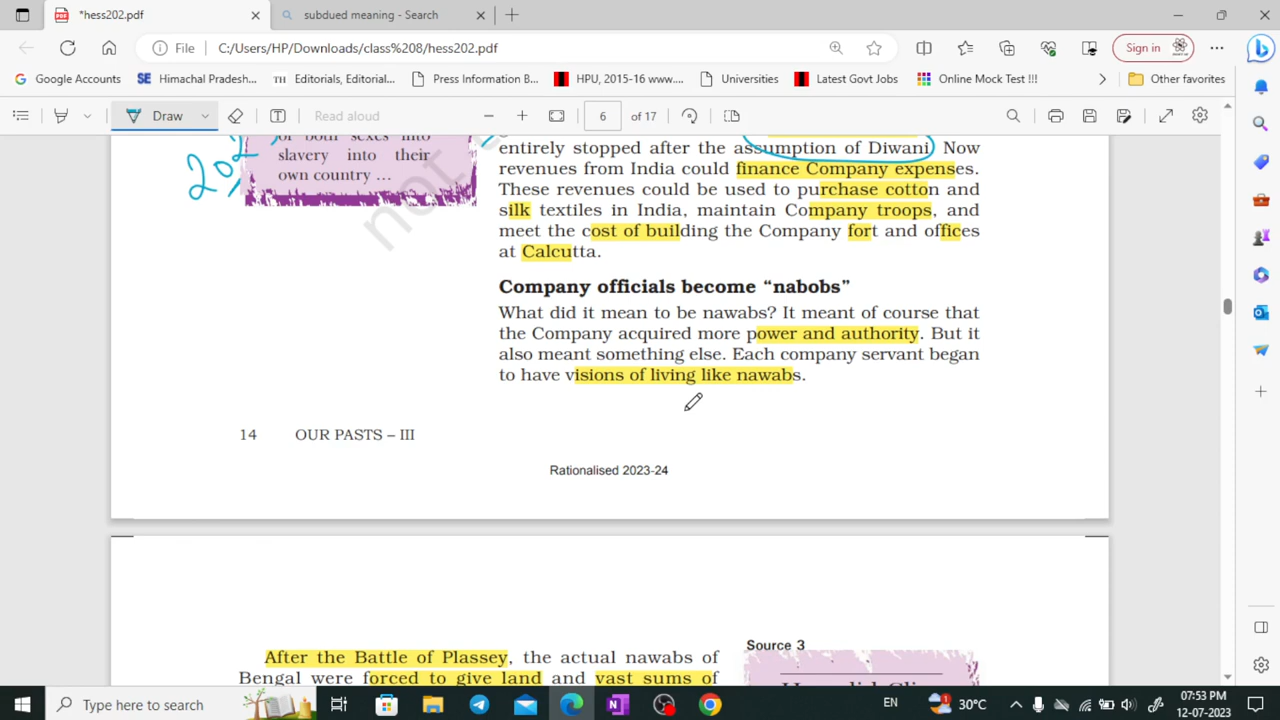 *hess202.pdf
subdued meaning - Search
File
C:/Users/HP/Downloads/class%208/hess202.pdf
Sign in
Google Accounts
SE Himachal Pradesh...
TH Editorials, Editorial...
Press Information B...
HPU, 2015-16 www....
Universities
Latest Govt Jobs
Online Mock Test !!!
Other favorites
Draw
Read aloud
6 of 17
of both sexes into
slavery into their
own country ...
202
not
entirely stopped after the assumption of Diwani Now
revenues from India could finance Company expenses.
These revenues could be used to purchase cotton and
silk textiles in India, maintain Company troops, and
meet the cost of building the Company fort and offices
at Calcutta.
Company officials become “nabobs”
What did it mean to be nawabs? It meant of course that
the Company acquired more power and authority. But it
also meant something else. Each company servant began
to have visions of living like nawabs.
14 OUR PASTS – III
Rationalised 2023-24
After the Battle of Plassey, the actual nawabs of
Bengal were forced to give land and vast sums of
Source 3
Type here to search
1
30°C
EN
07:53 PM
12-07-2023